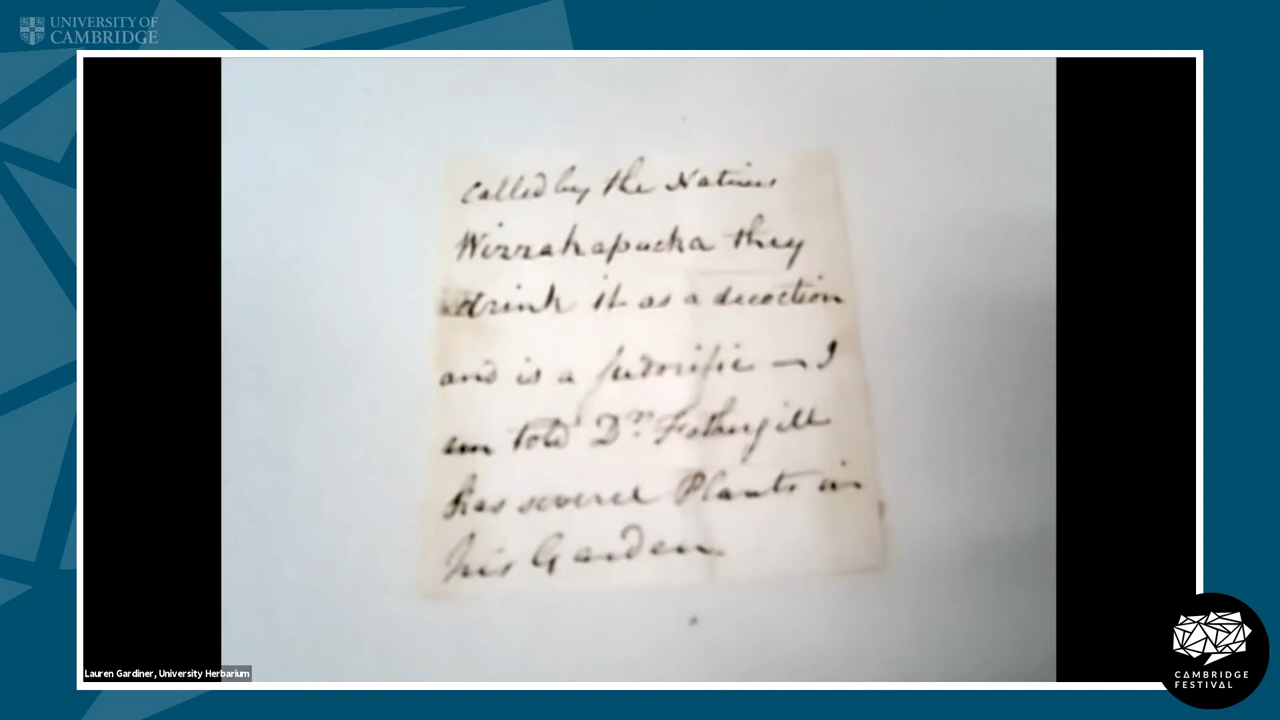 UNIVERSITY OF
CAMBRIDGE
called by the Natives
Wizzakapucka they
drink it as a decoction
and is a sudorific — I
am told Dr. Fothergill
has several Plants in
his Garden
Lauren Gardiner, University Herbarium
CAMBRIDGE
FESTIVAL